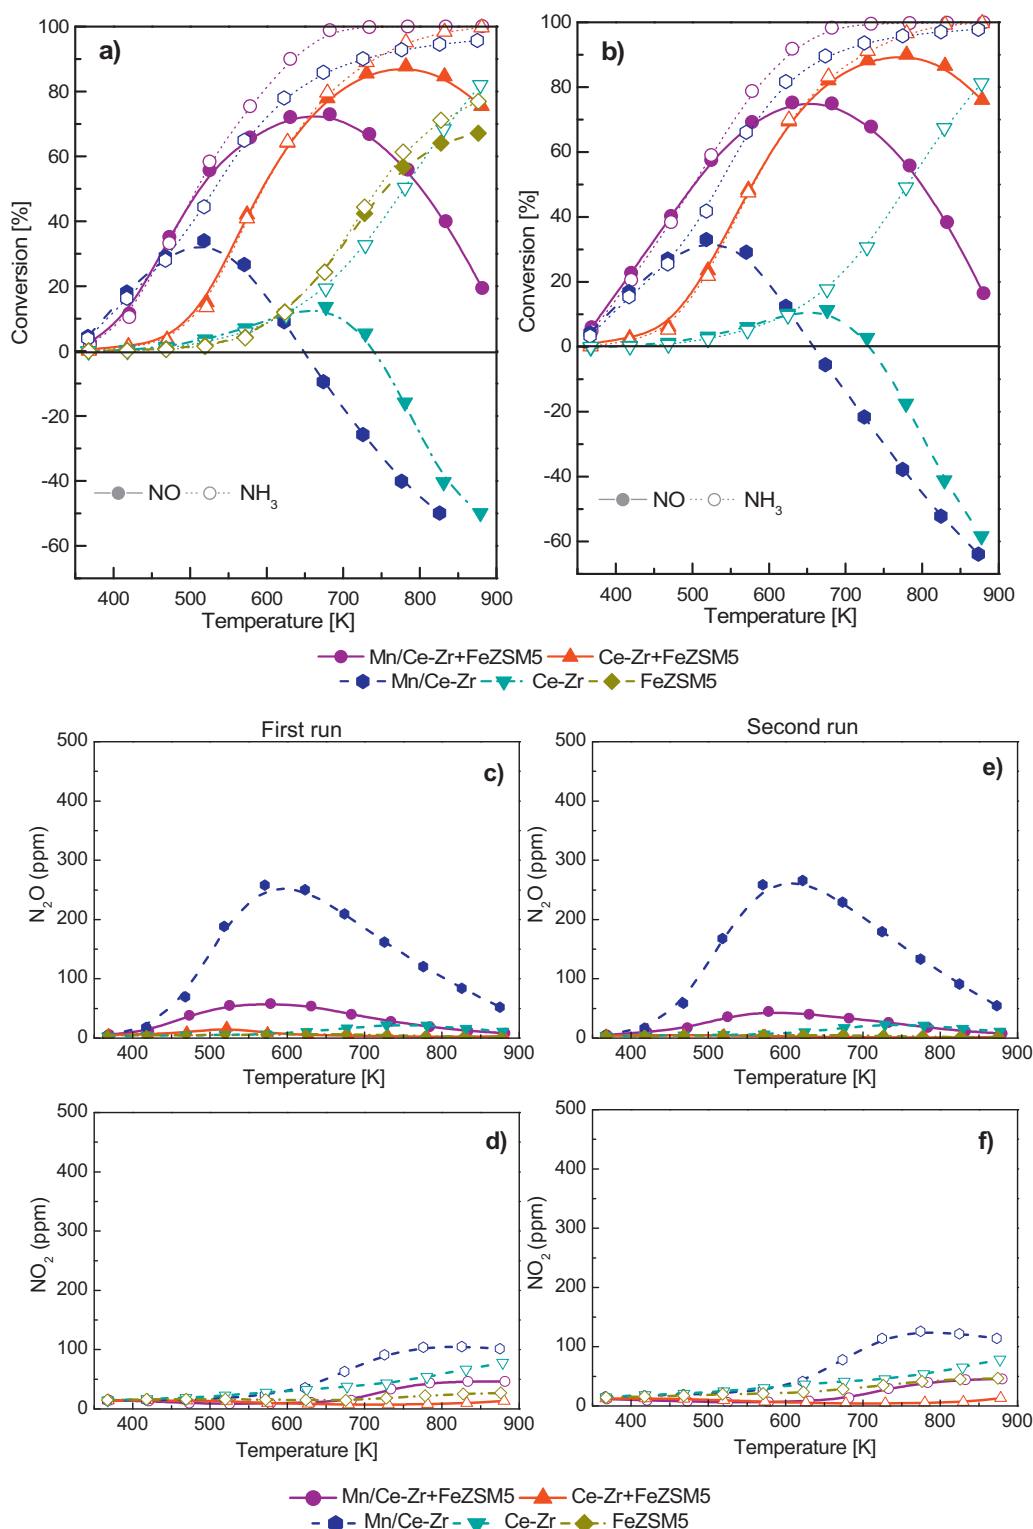 a)
100
80
60
40
20
0
-20
-40
-60
Conversion [%]
NO NH3
400 500 600 700 800 900
Temperature [K]
b)
100
80
60
40
20
0
-20
-40
-60
Conversion [%]
NO NH3
400 500 600 700 800 900
Temperature [K]
Mn/Ce-Zr+FeZSM5 Ce-Zr+FeZSM5
Mn/Ce-Zr Ce-Zr FeZSM5
First run
c)
500
400
300
200
100
0
N2O (ppm)
400 500 600 700 800 900
Temperature [K]
Second run
e)
500
400
300
200
100
0
N2O (ppm)
400 500 600 700 800 900
Temperature [K]
d)
500
400
300
200
100
0
NO2 (ppm)
400 500 600 700 800 900
Temperature [K]
f)
500
400
300
200
100
0
NO2 (ppm)
400 500 600 700 800 900
Temperature [K]
Mn/Ce-Zr+FeZSM5 Ce-Zr+FeZSM5
Mn/Ce-Zr Ce-Zr FeZSM5